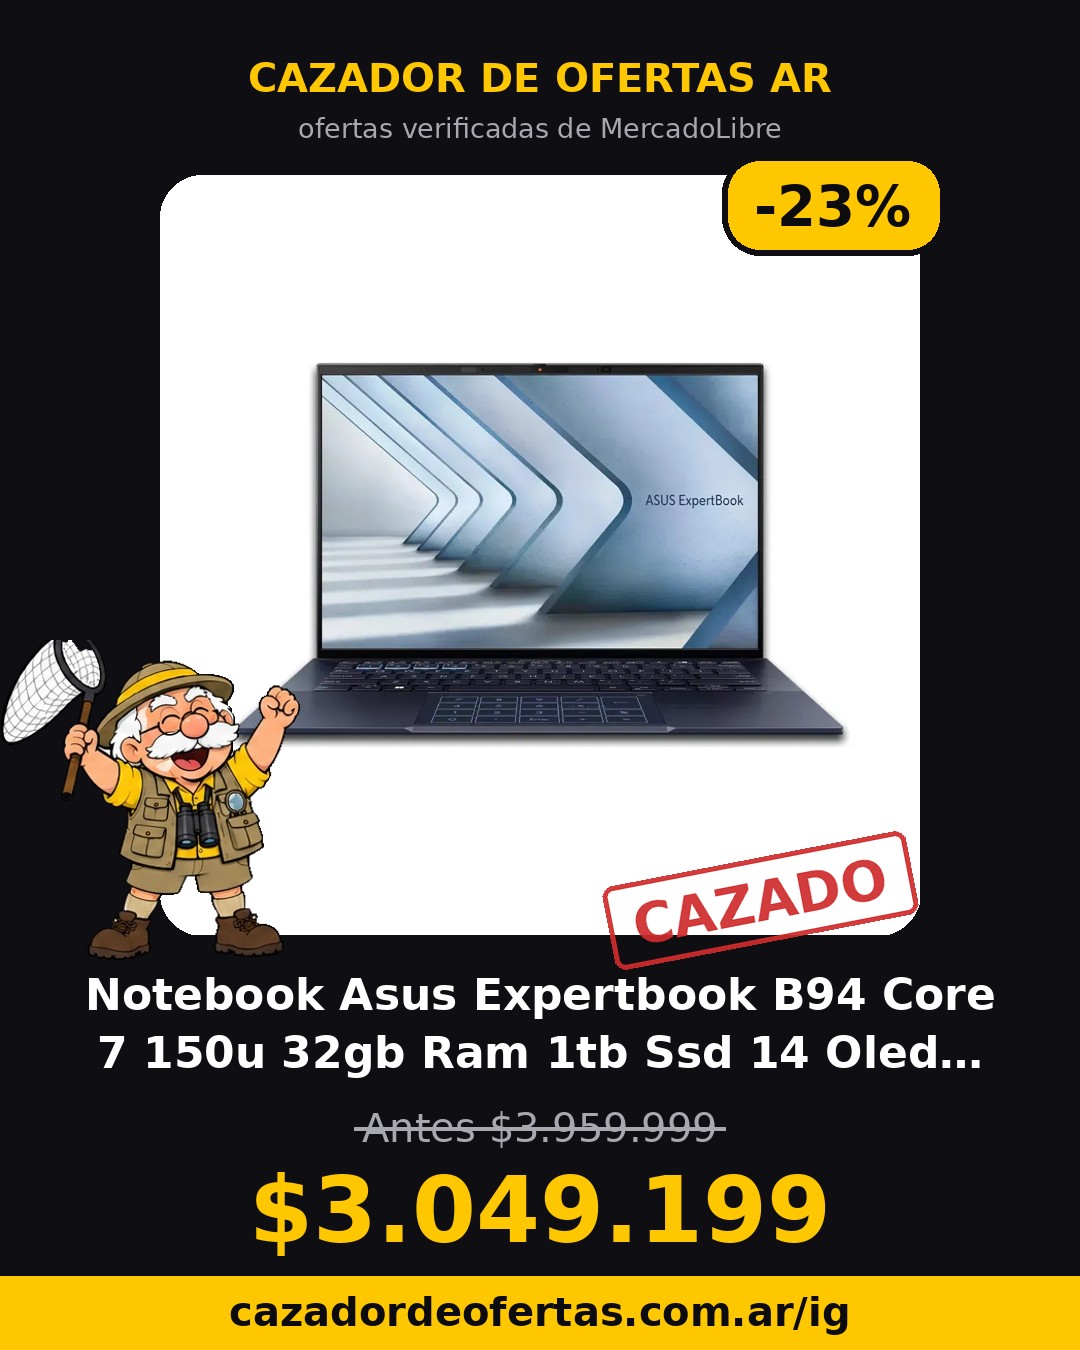 CAZADOR DE OFERTAS AR
ofertas verificadas de MercadoLibre
-23%
ASUS ExpertBook
CAZADO
Notebook Asus Expertbook B94 Core
7 150u 32gb Ram 1tb Ssd 14 Oled...
Antes $3.959.999
$3.049.199
cazadordeofertas.com.ar/ig